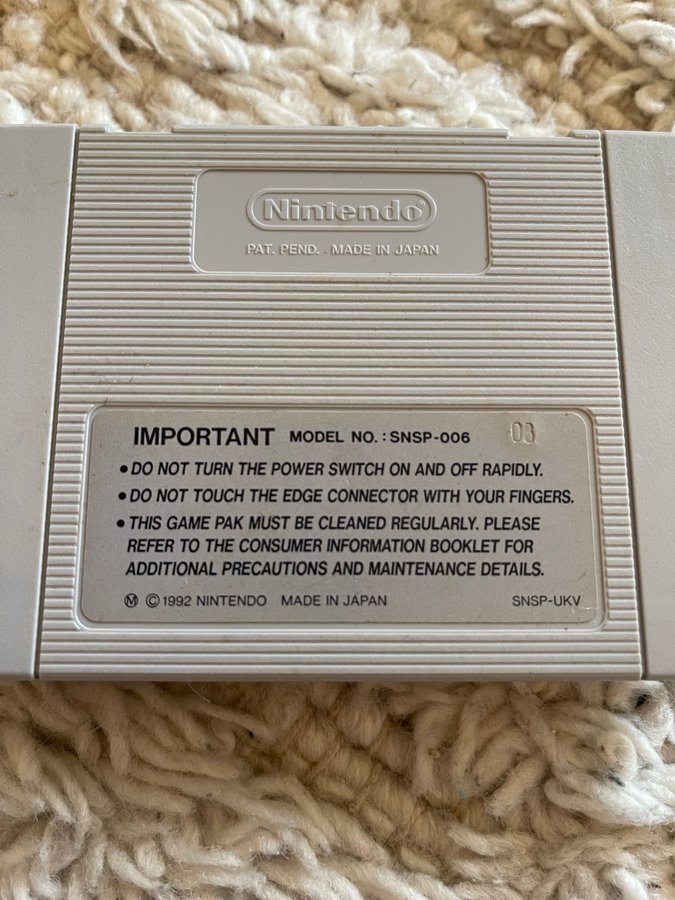 Nintendo®
PAT. PEND. MADE IN JAPAN
IMPORTANT MODEL NO. : SNSP-006 03
• DO NOT TURN THE POWER SWITCH ON AND OFF RAPIDLY.
• DO NOT TOUCH THE EDGE CONNECTOR WITH YOUR FINGERS.
• THIS GAME PAK MUST BE CLEANED REGULARLY. PLEASE
REFER TO THE CONSUMER INFORMATION BOOKLET FOR
ADDITIONAL PRECAUTIONS AND MAINTENANCE DETAILS.
Ⓜ © 1992 NINTENDO MADE IN JAPAN SNSP-UKV